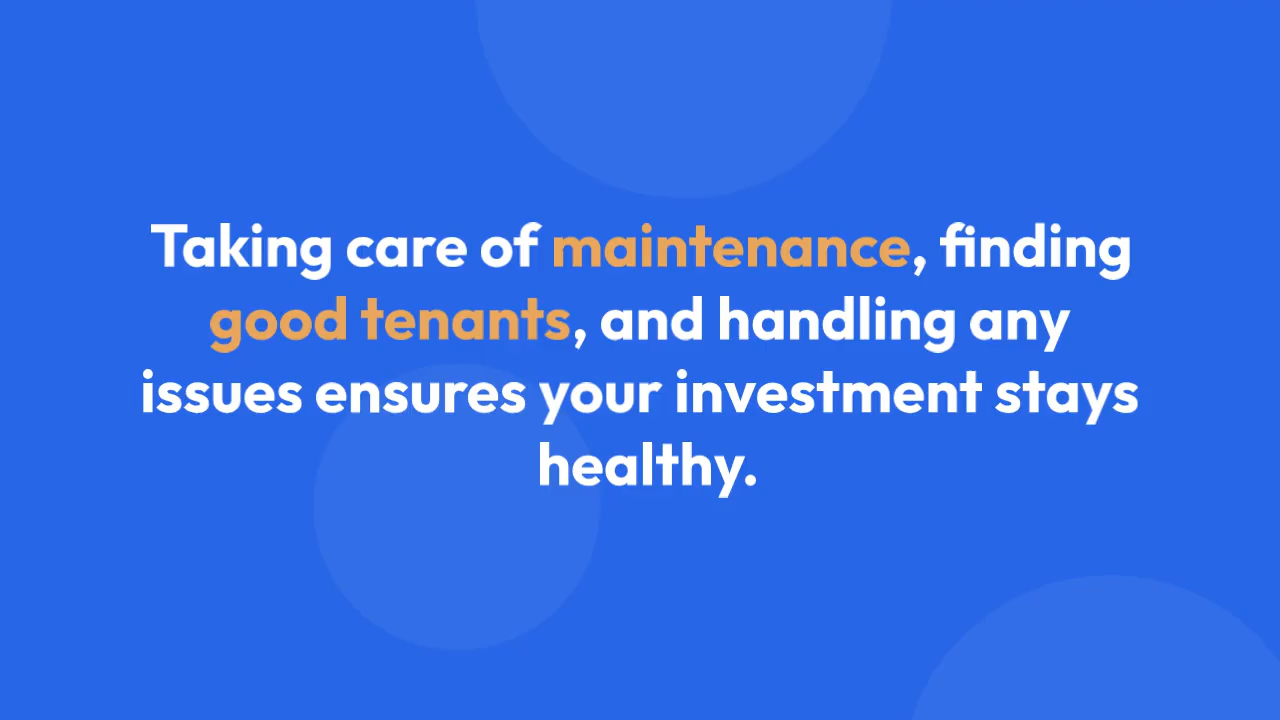 Taking care of maintenance, finding
good tenants, and handling any
issues ensures your investment stays
healthy.